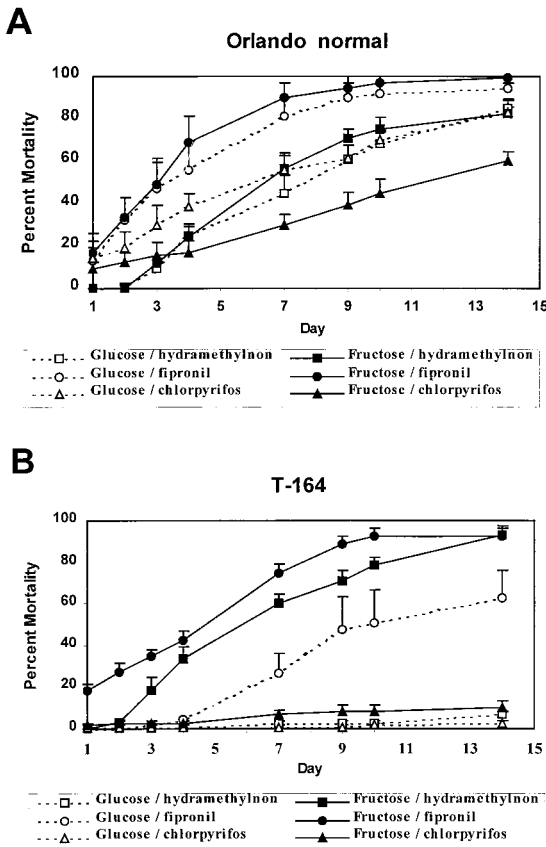 A
Orlando normal
100
80
60
40
20
0
Percent Mortality
1 3 5 7 9 11 13 15
Day
Glucose / hydramethylnon Fructose / hydramethylnon
Glucose / fipronil Fructose / fipronil
Glucose / chlorpyrifos Fructose / chlorpyrifos
B
T-164
100
80
60
40
20
0
Percent Mortality
1 3 5 7 9 11 13 15
Day
Glucose / hydramethylnon Fructose / hydramethylnon
Glucose / fipronil Fructose / fipronil
Glucose / chlorpyrifos Fructose / chlorpyrifos